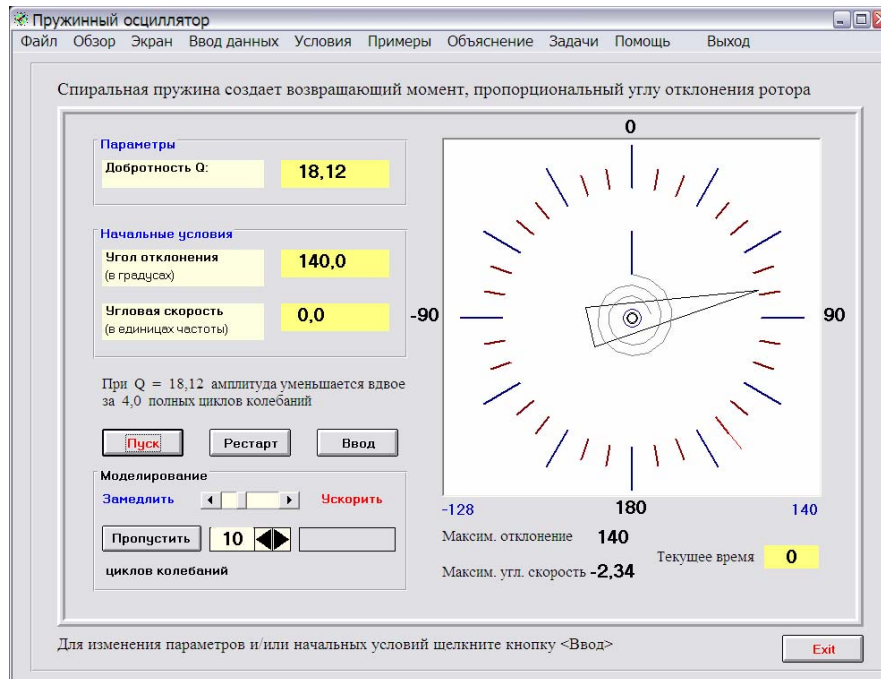 Пружинный осциллятор
Файл Обзор Экран Ввод данных Условия Примеры Объяснение Задачи Помощь Выход
Спиральная пружина создает возвращающий момент, пропорциональный углу отклонения ротора
Параметры
Добротность Q: 18,12
Начальные условия
Угол отклонения
(в градусах)
140,0
Угловая скорость
(в единицах частоты)
0,0
При Q = 18,12 амплитуда уменьшается вдвое
за 4,0 полных циклов колебаний
Пуск Рестарт Ввод
Моделирование
Замедлить Ускорить
Пропустить 10
циклов колебаний
0
-90 90
-128 180 140
Максим. отклонение 140
Максим. угл. скорость -2,34
Текущее время 0
Для изменения параметров и/или начальных условий щелкните кнопку <Ввод>
Exit